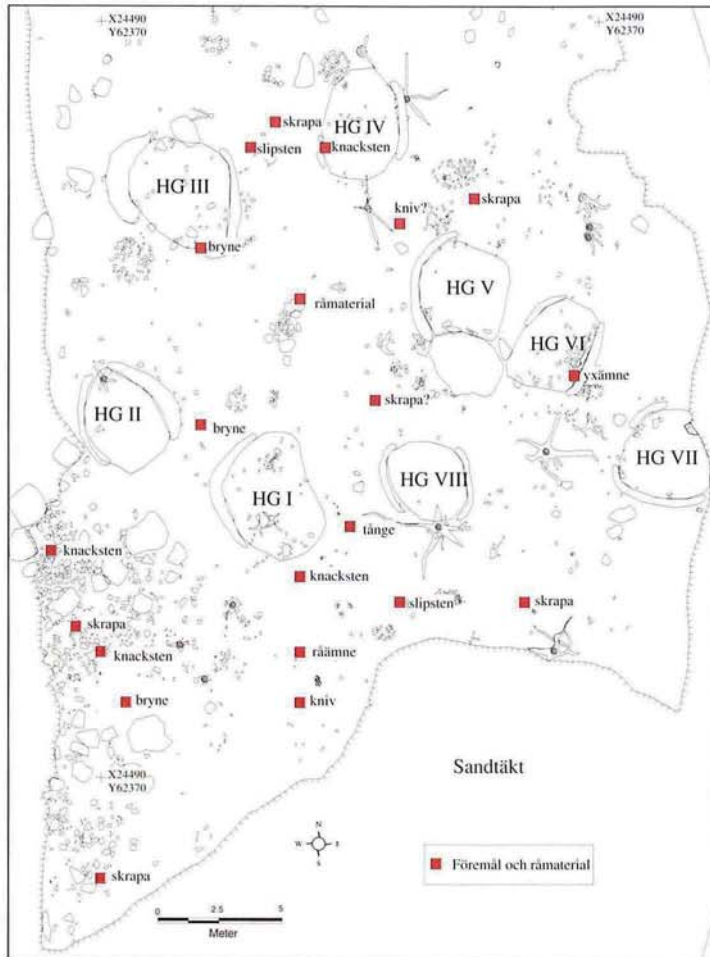 X24490
Y62370
X24490
Y62370
skrapa
HG IV
slipsten
knacksten
HG III
skrapa
kniv?
bryne
HG V
råmaterial
HG VI
yxämne
skrapa?
HG II
bryne
HG VII
HG VIII
HG I
tånge
knacksten
knacksten
slipsten
skrapa
skrapa
knacksten
råämne
bryne
kniv
X24490
Y62370
Sandtäkt
N
W
E
S
Föremål och råmaterial
skrapa
0 2.5 5
Meter